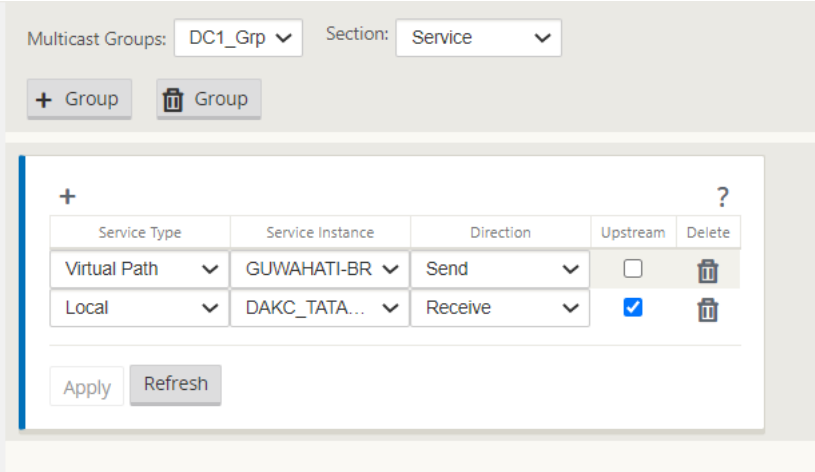 Multicast Groups: DC1_Grp Section: Service
+ Group Group
+ ?
Service Type Service Instance Direction Upstream Delete
Virtual Path GUWAHATI-BR Send
Local DAKC_TATA... Receive
Apply Refresh